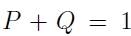 P + Q = 1